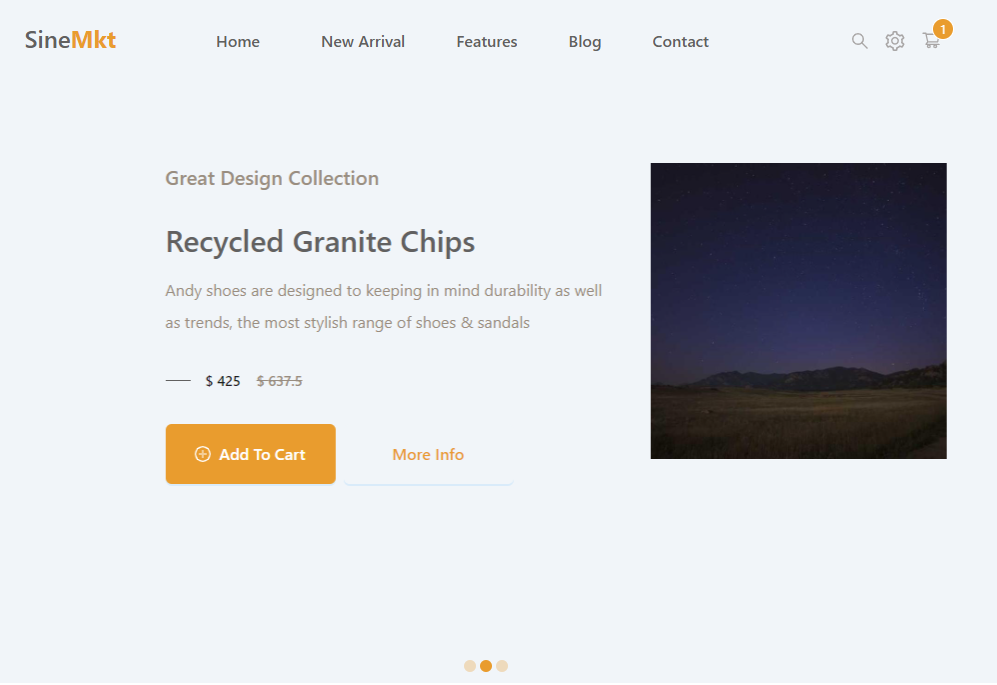 SineMkt
Home
New Arrival
Features
Blog
Contact
1
Great Design Collection
Recycled Granite Chips
Andy shoes are designed to keeping in mind durability as well
as trends, the most stylish range of shoes & sandals
$ 425 $ 637.5
Add To Cart
More Info